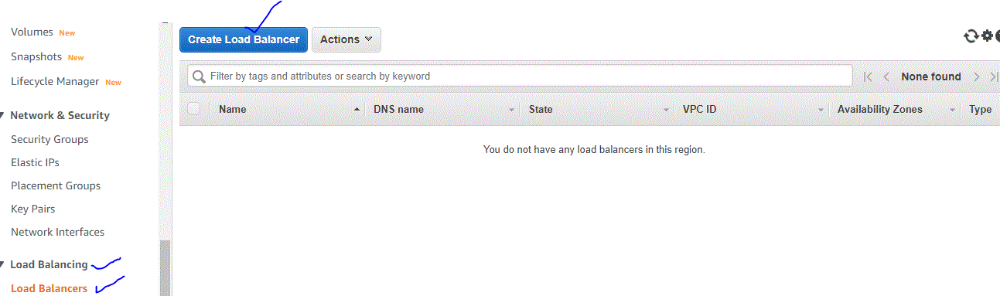 Volumes New
Snapshots New
Lifecycle Manager New
Network & Security
Security Groups
Elastic IPs
Placement Groups
Key Pairs
Network Interfaces
Load Balancing
Load Balancers
Create Load Balancer Actions
Filter by tags and attributes or search by keyword None found
Name DNS name State VPC ID Availability Zones Type
You do not have any load balancers in this region.